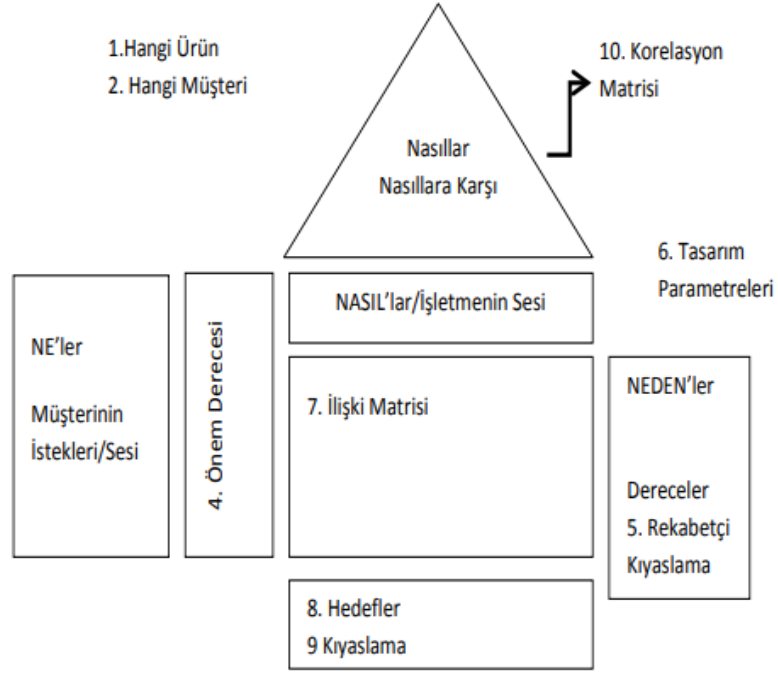 1.Hangi Ürün
2. Hangi Müşteri
10. Korelasyon
Matrisi
Nasıllar
Nasıllara Karşı
6. Tasarım
Parametreleri
NASIL’lar/İşletmenin Sesi
NE’ler
Müşterinin
İstekleri/Sesi
4. Önem Derecesi
7. İlişki Matrisi
NEDEN’ler
Dereceler
5. Rekabetçi
Kıyaslama
8. Hedefler
9 Kıyaslama